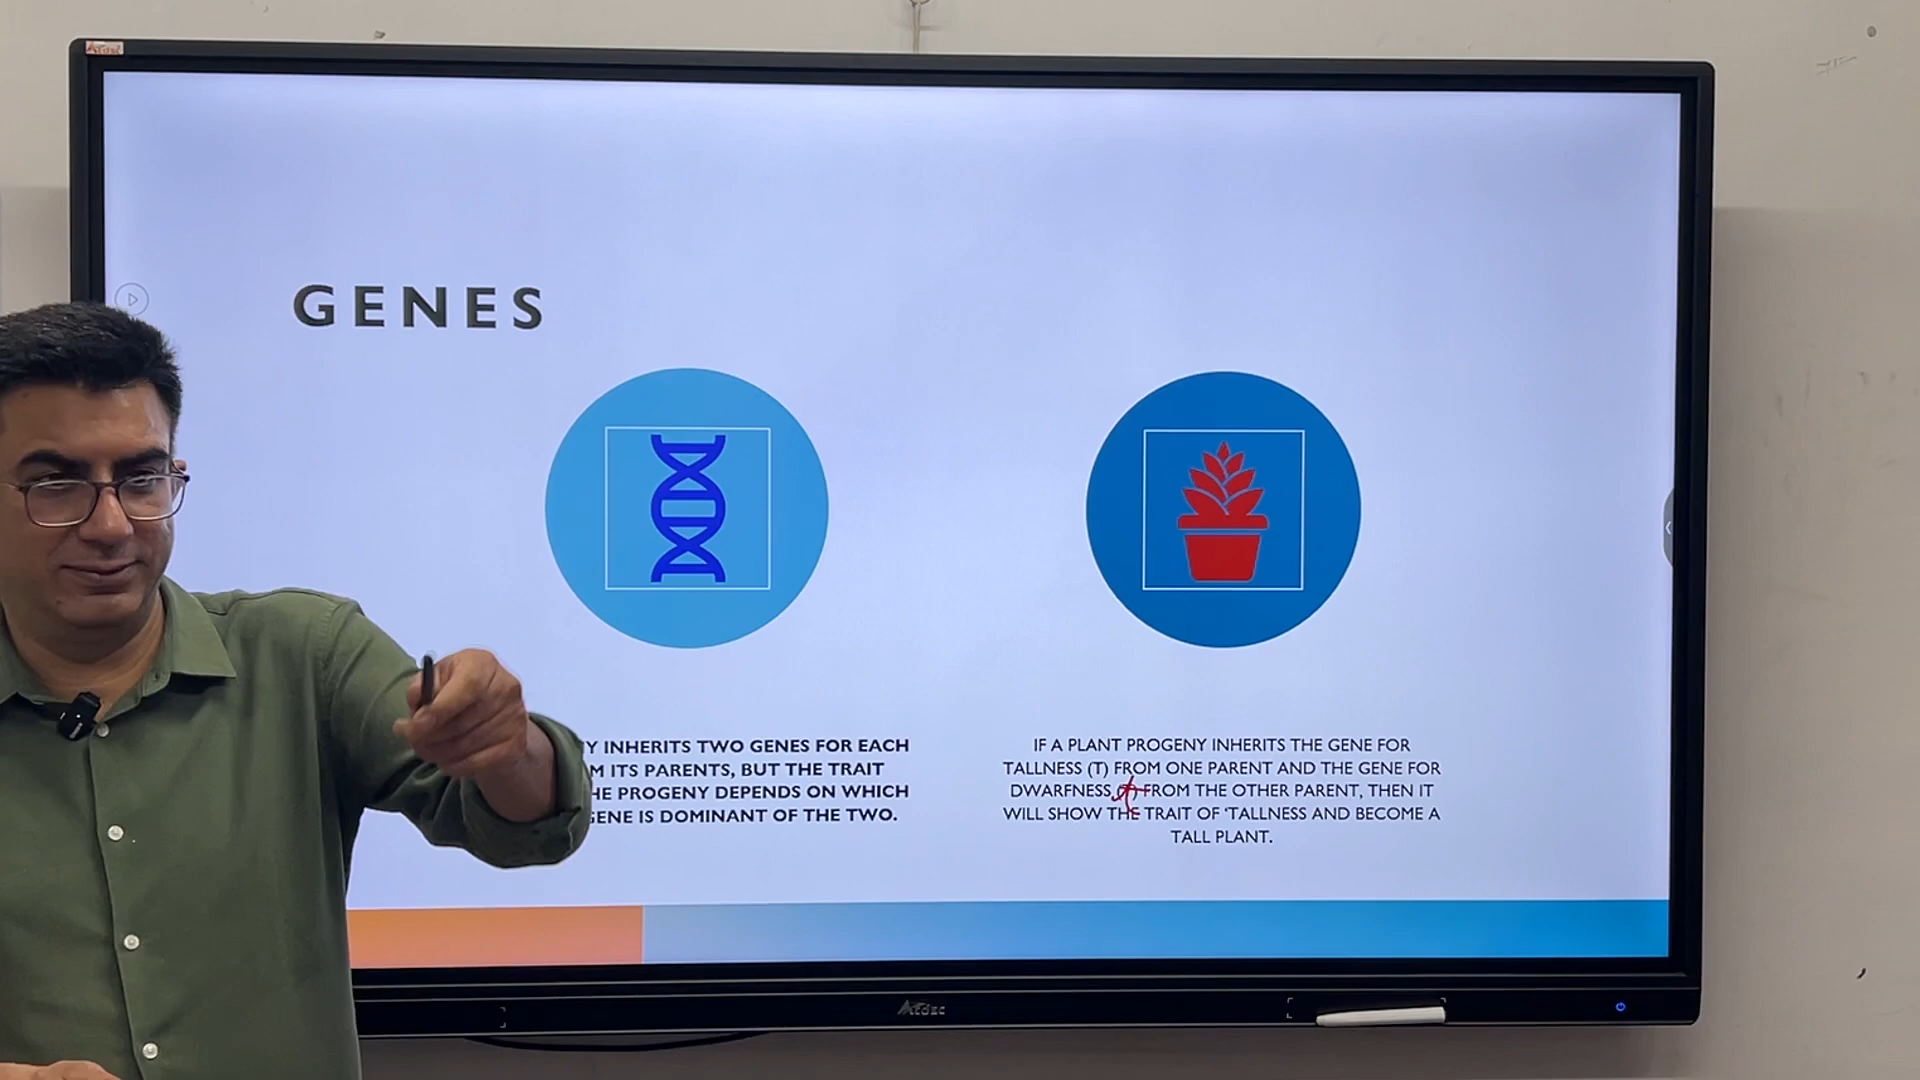 GENES
INHERITS TWO GENES FOR EACH
ITS PARENTS, BUT THE TRAIT
PROGENY DEPENDS ON WHICH
GENE IS DOMINANT OF THE TWO.
IF A PLANT PROGENY INHERITS THE GENE FOR
TALLNESS (T) FROM ONE PARENT AND THE GENE FOR
DWARFNESS (t) FROM THE OTHER PARENT, THEN IT
WILL SHOW THE TRAIT OF ‘TALLNESS AND BECOME A
TALL PLANT.